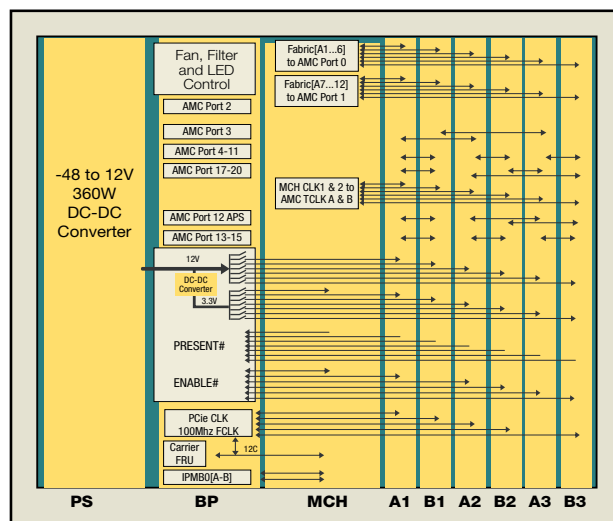 -48 to 12V
360W
DC-DC
Converter
Fan, Filter
and LED
Control
AMC Port 2
AMC Port 3
AMC Port 4-11
AMC Port 17-20
AMC Port 12 APS
AMC Port 13-15
12V
DC-DC
Converter
3.3V
PRESENT#
ENABLE#
PCie CLK
100Mhz FCLK
Carrier
FRU
12C
IPMB0[A-B]
Fabric[A1...6]
to AMC Port 0
Fabric[A7...12]
to AMC Port 1
MCH CLK1 & 2 to
AMC TCLK A & B
PS BP MCH A1 B1 A2 B2 A3 B3